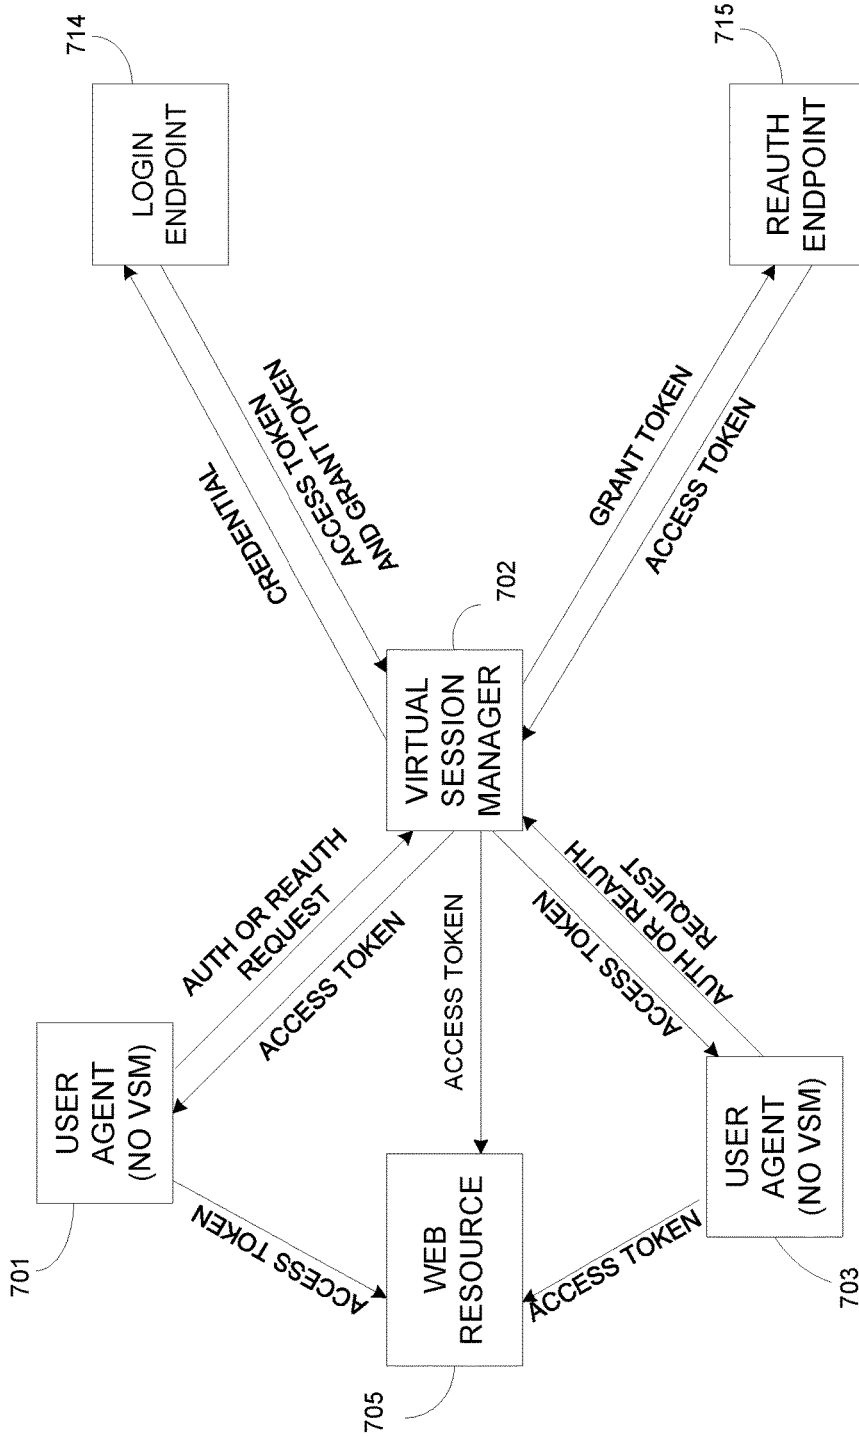 701
USER
AGENT
(NO VSM)
AUTH OR REAUTH
REQUEST
ACCESS TOKEN
ACCESS TOKEN
CREDENTIAL
ACCESS TOKEN
AND GRANT TOKEN
714
LOGIN
ENDPOINT
705
WEB
RESOURCE
ACCESS TOKEN
702
VIRTUAL
SESSION
MANAGER
ACCESS TOKEN
703
USER
AGENT
(NO VSM)
ACCESS TOKEN
AUTH OR REAUTH
REQUEST
GRANT TOKEN
ACCESS TOKEN
715
REAUTH
ENDPOINT